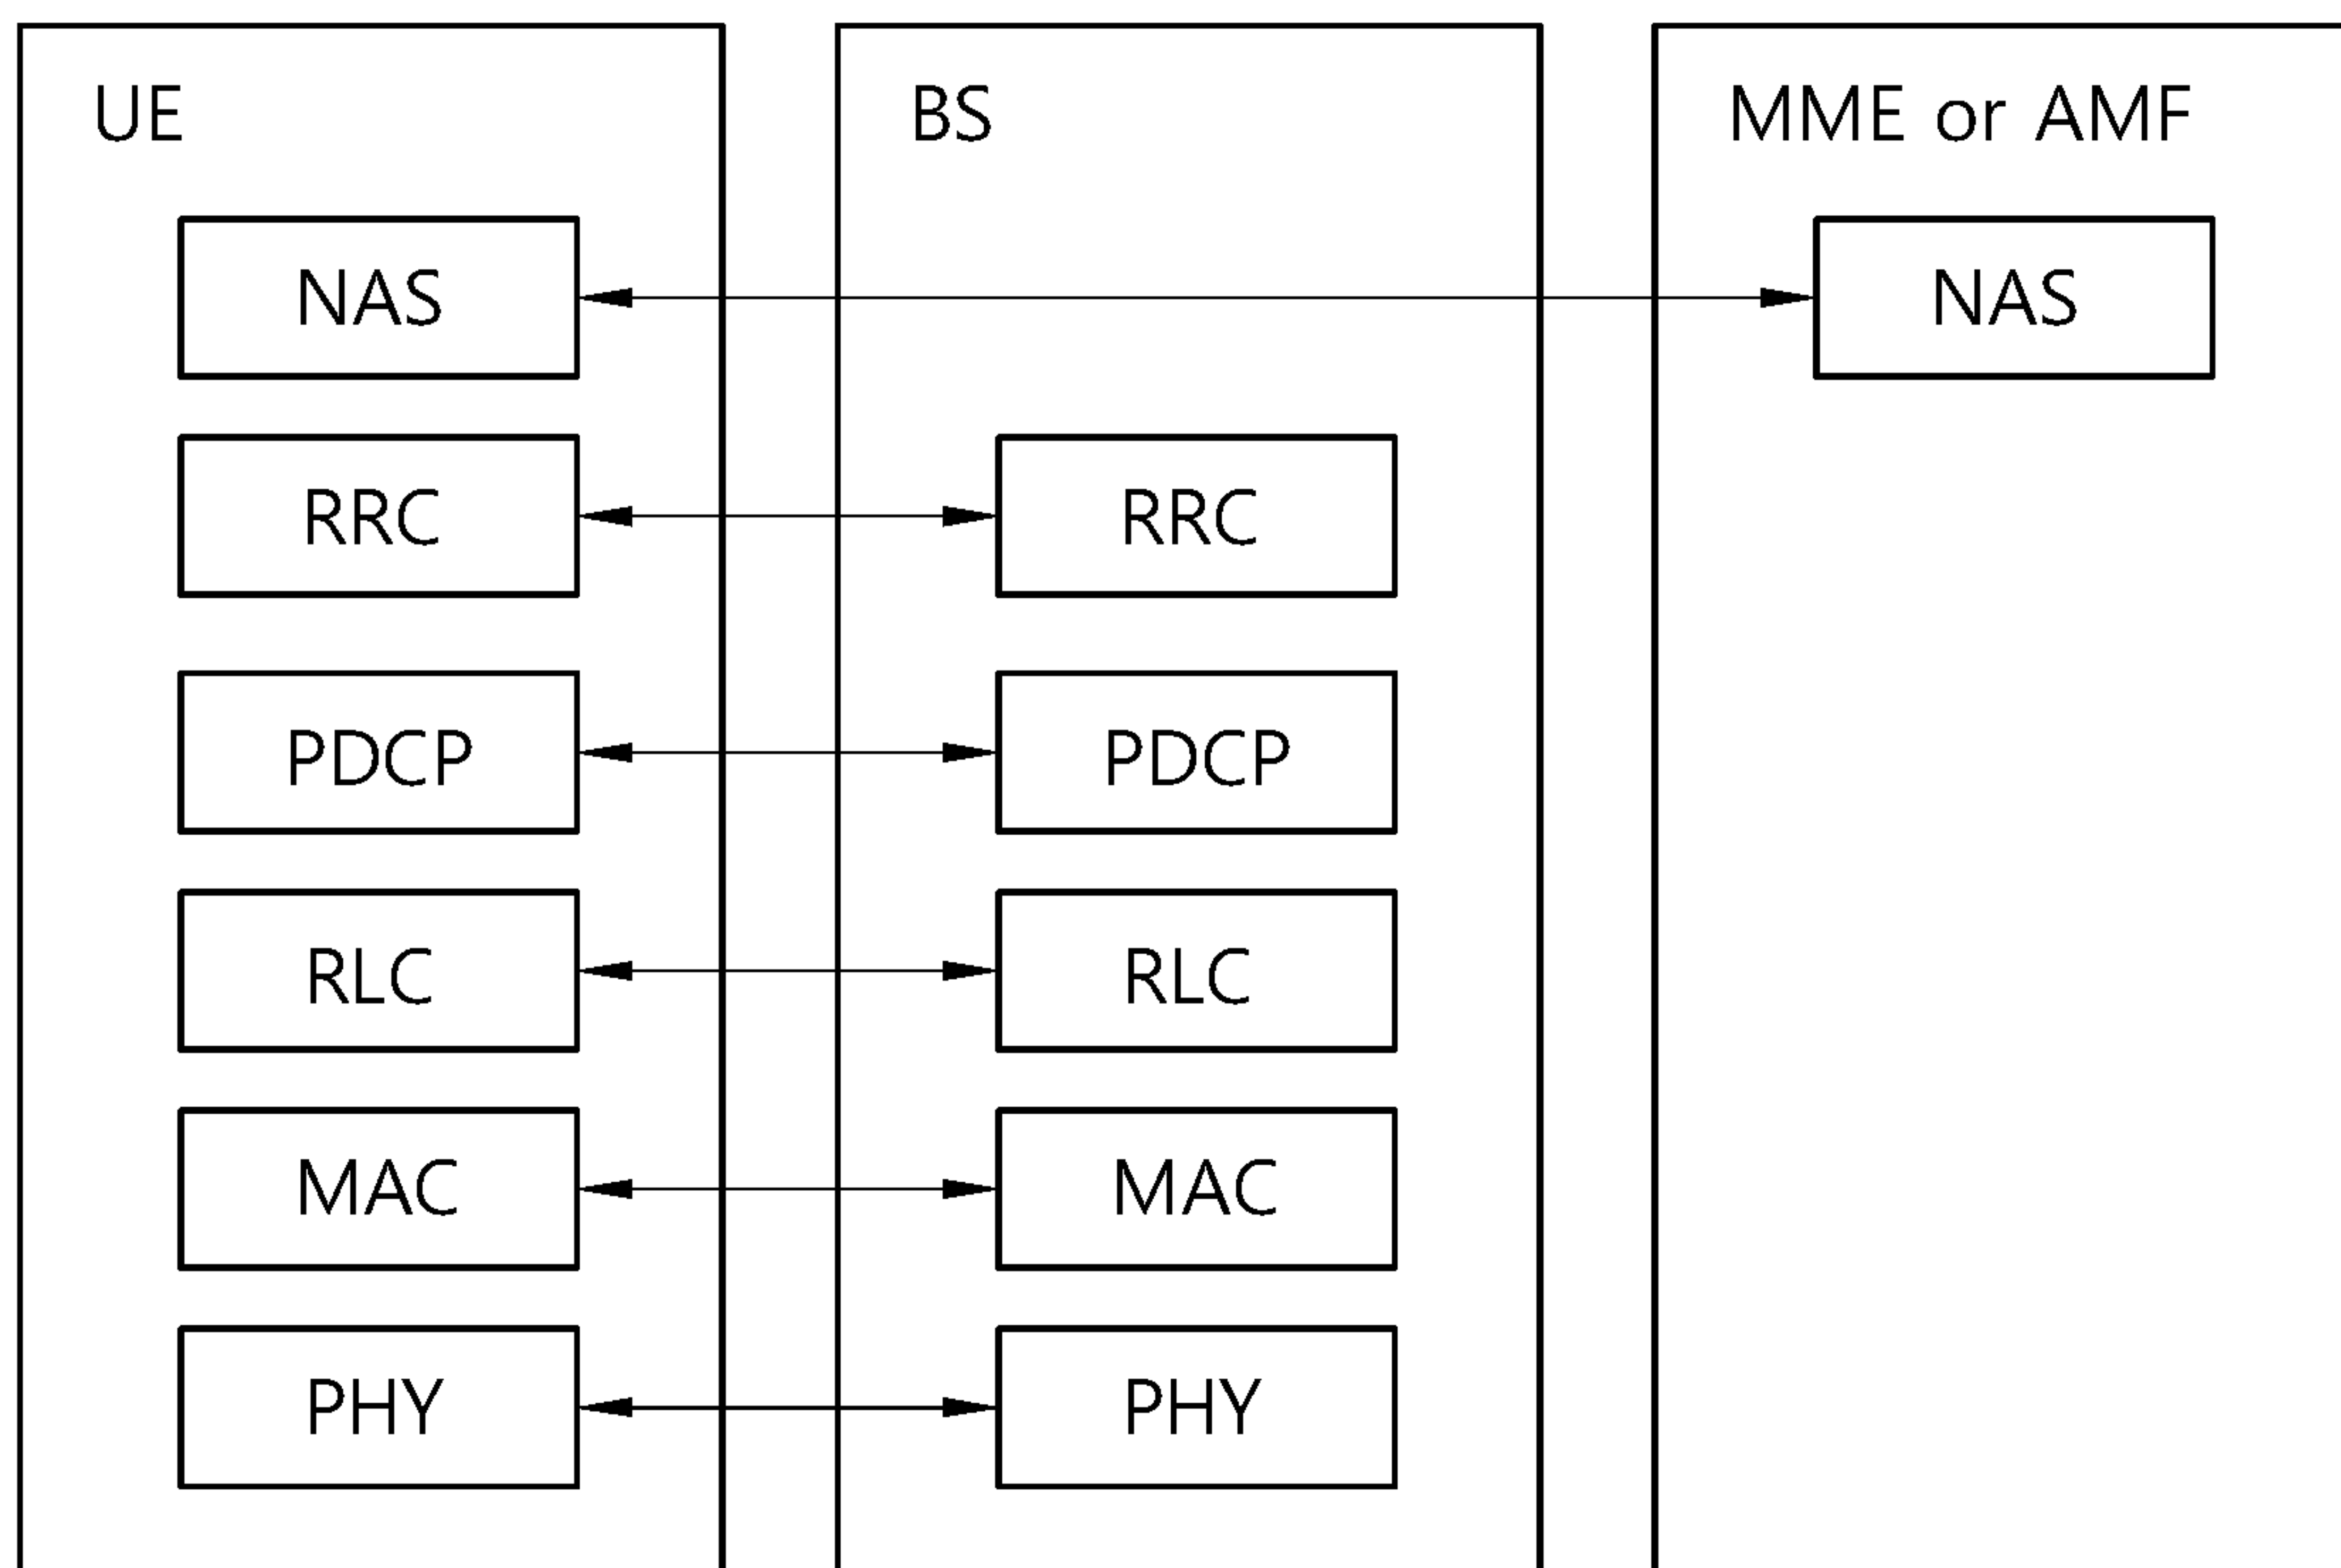 UE
BS
MME or AMF
NAS
NAS
RRC
RRC
PDCP
PDCP
RLC
RLC
MAC
MAC
PHY
PHY